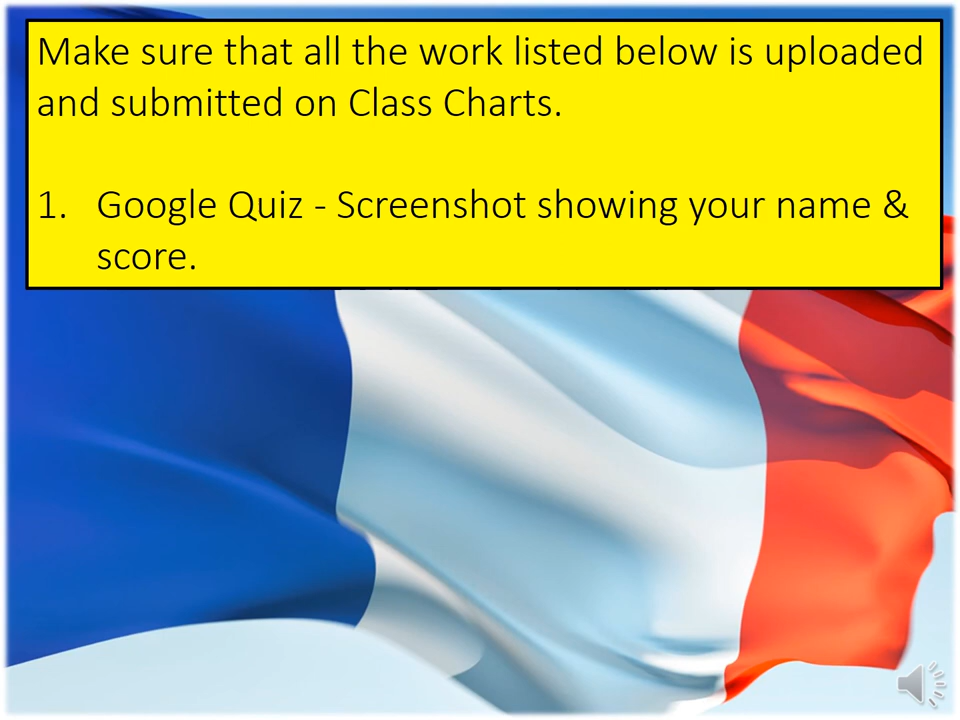 Make sure that all the work listed below is uploaded
and submitted on Class Charts.
1. Google Quiz - Screenshot showing your name &
score.